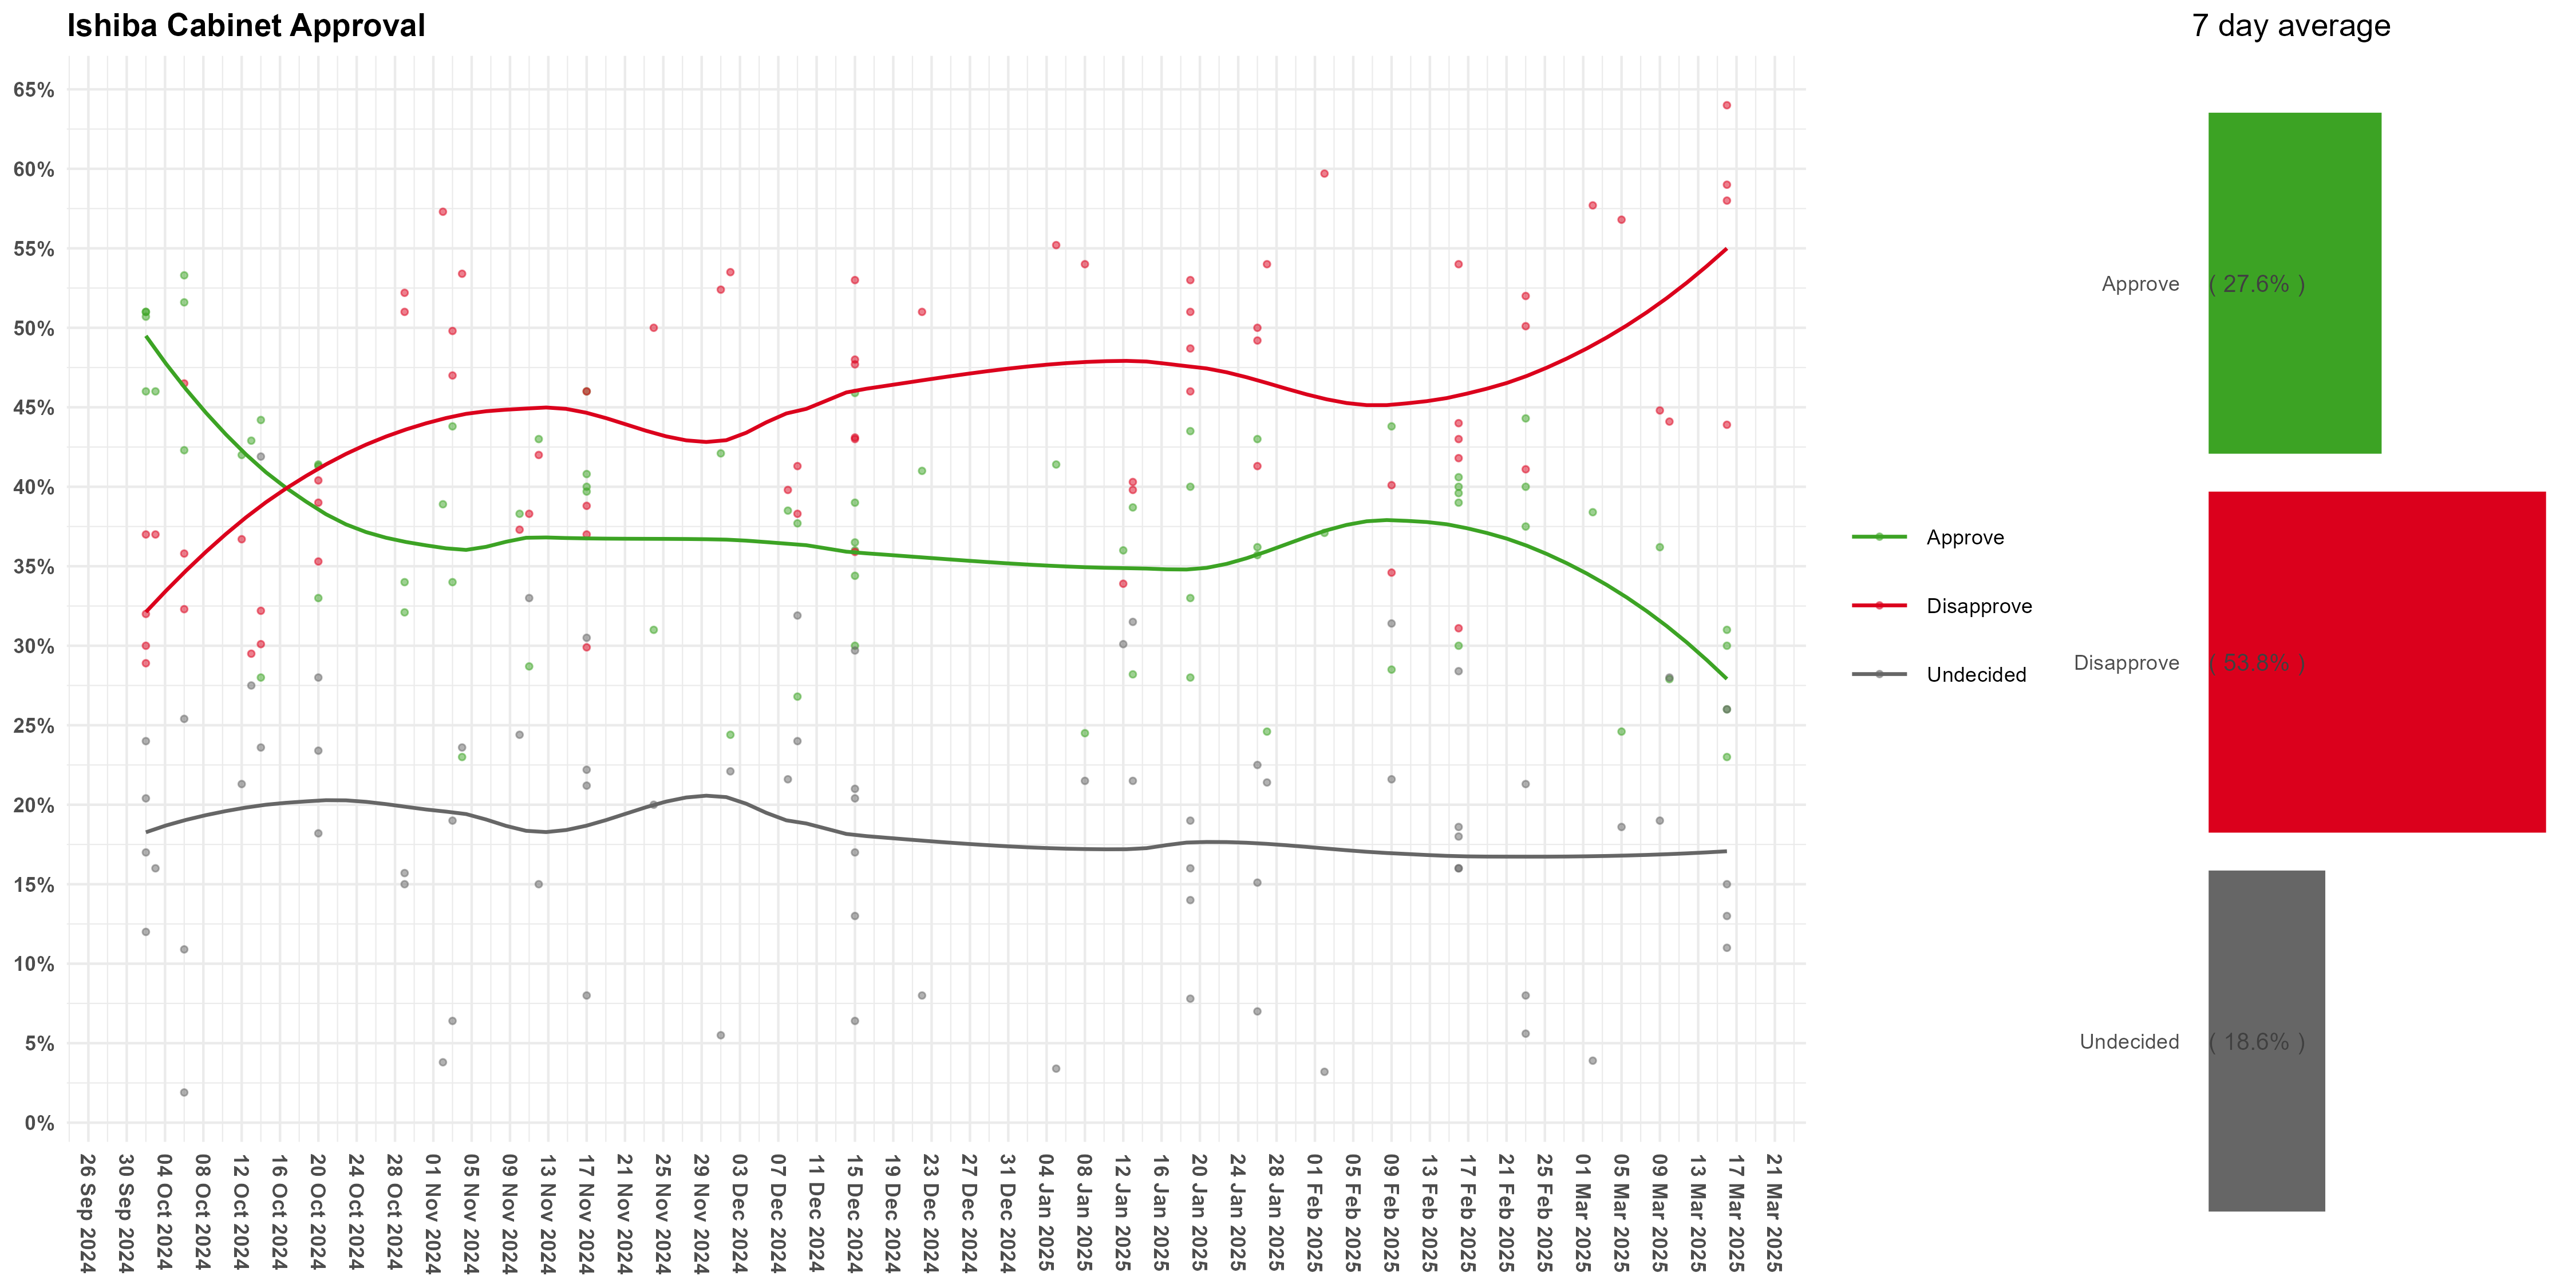 Ishiba Cabinet Approval
7 day average
65%
60%
55%
50%
45%
40%
35%
30%
25%
20%
15%
10%
5%
0%
26 Sep 2024
30 Sep 2024
04 Oct 2024
08 Oct 2024
12 Oct 2024
16 Oct 2024
20 Oct 2024
24 Oct 2024
28 Oct 2024
01 Nov 2024
05 Nov 2024
09 Nov 2024
13 Nov 2024
17 Nov 2024
21 Nov 2024
25 Nov 2024
29 Nov 2024
03 Dec 2024
07 Dec 2024
11 Dec 2024
15 Dec 2024
19 Dec 2024
23 Dec 2024
27 Dec 2024
31 Dec 2024
04 Jan 2025
08 Jan 2025
12 Jan 2025
16 Jan 2025
20 Jan 2025
24 Jan 2025
28 Jan 2025
01 Feb 2025
05 Feb 2025
09 Feb 2025
13 Feb 2025
17 Feb 2025
21 Feb 2025
25 Feb 2025
01 Mar 2025
05 Mar 2025
09 Mar 2025
13 Mar 2025
17 Mar 2025
21 Mar 2025
Approve
Disapprove
Undecided
Approve ( 27.6% )
Disapprove ( 53.8% )
Undecided ( 18.6% )